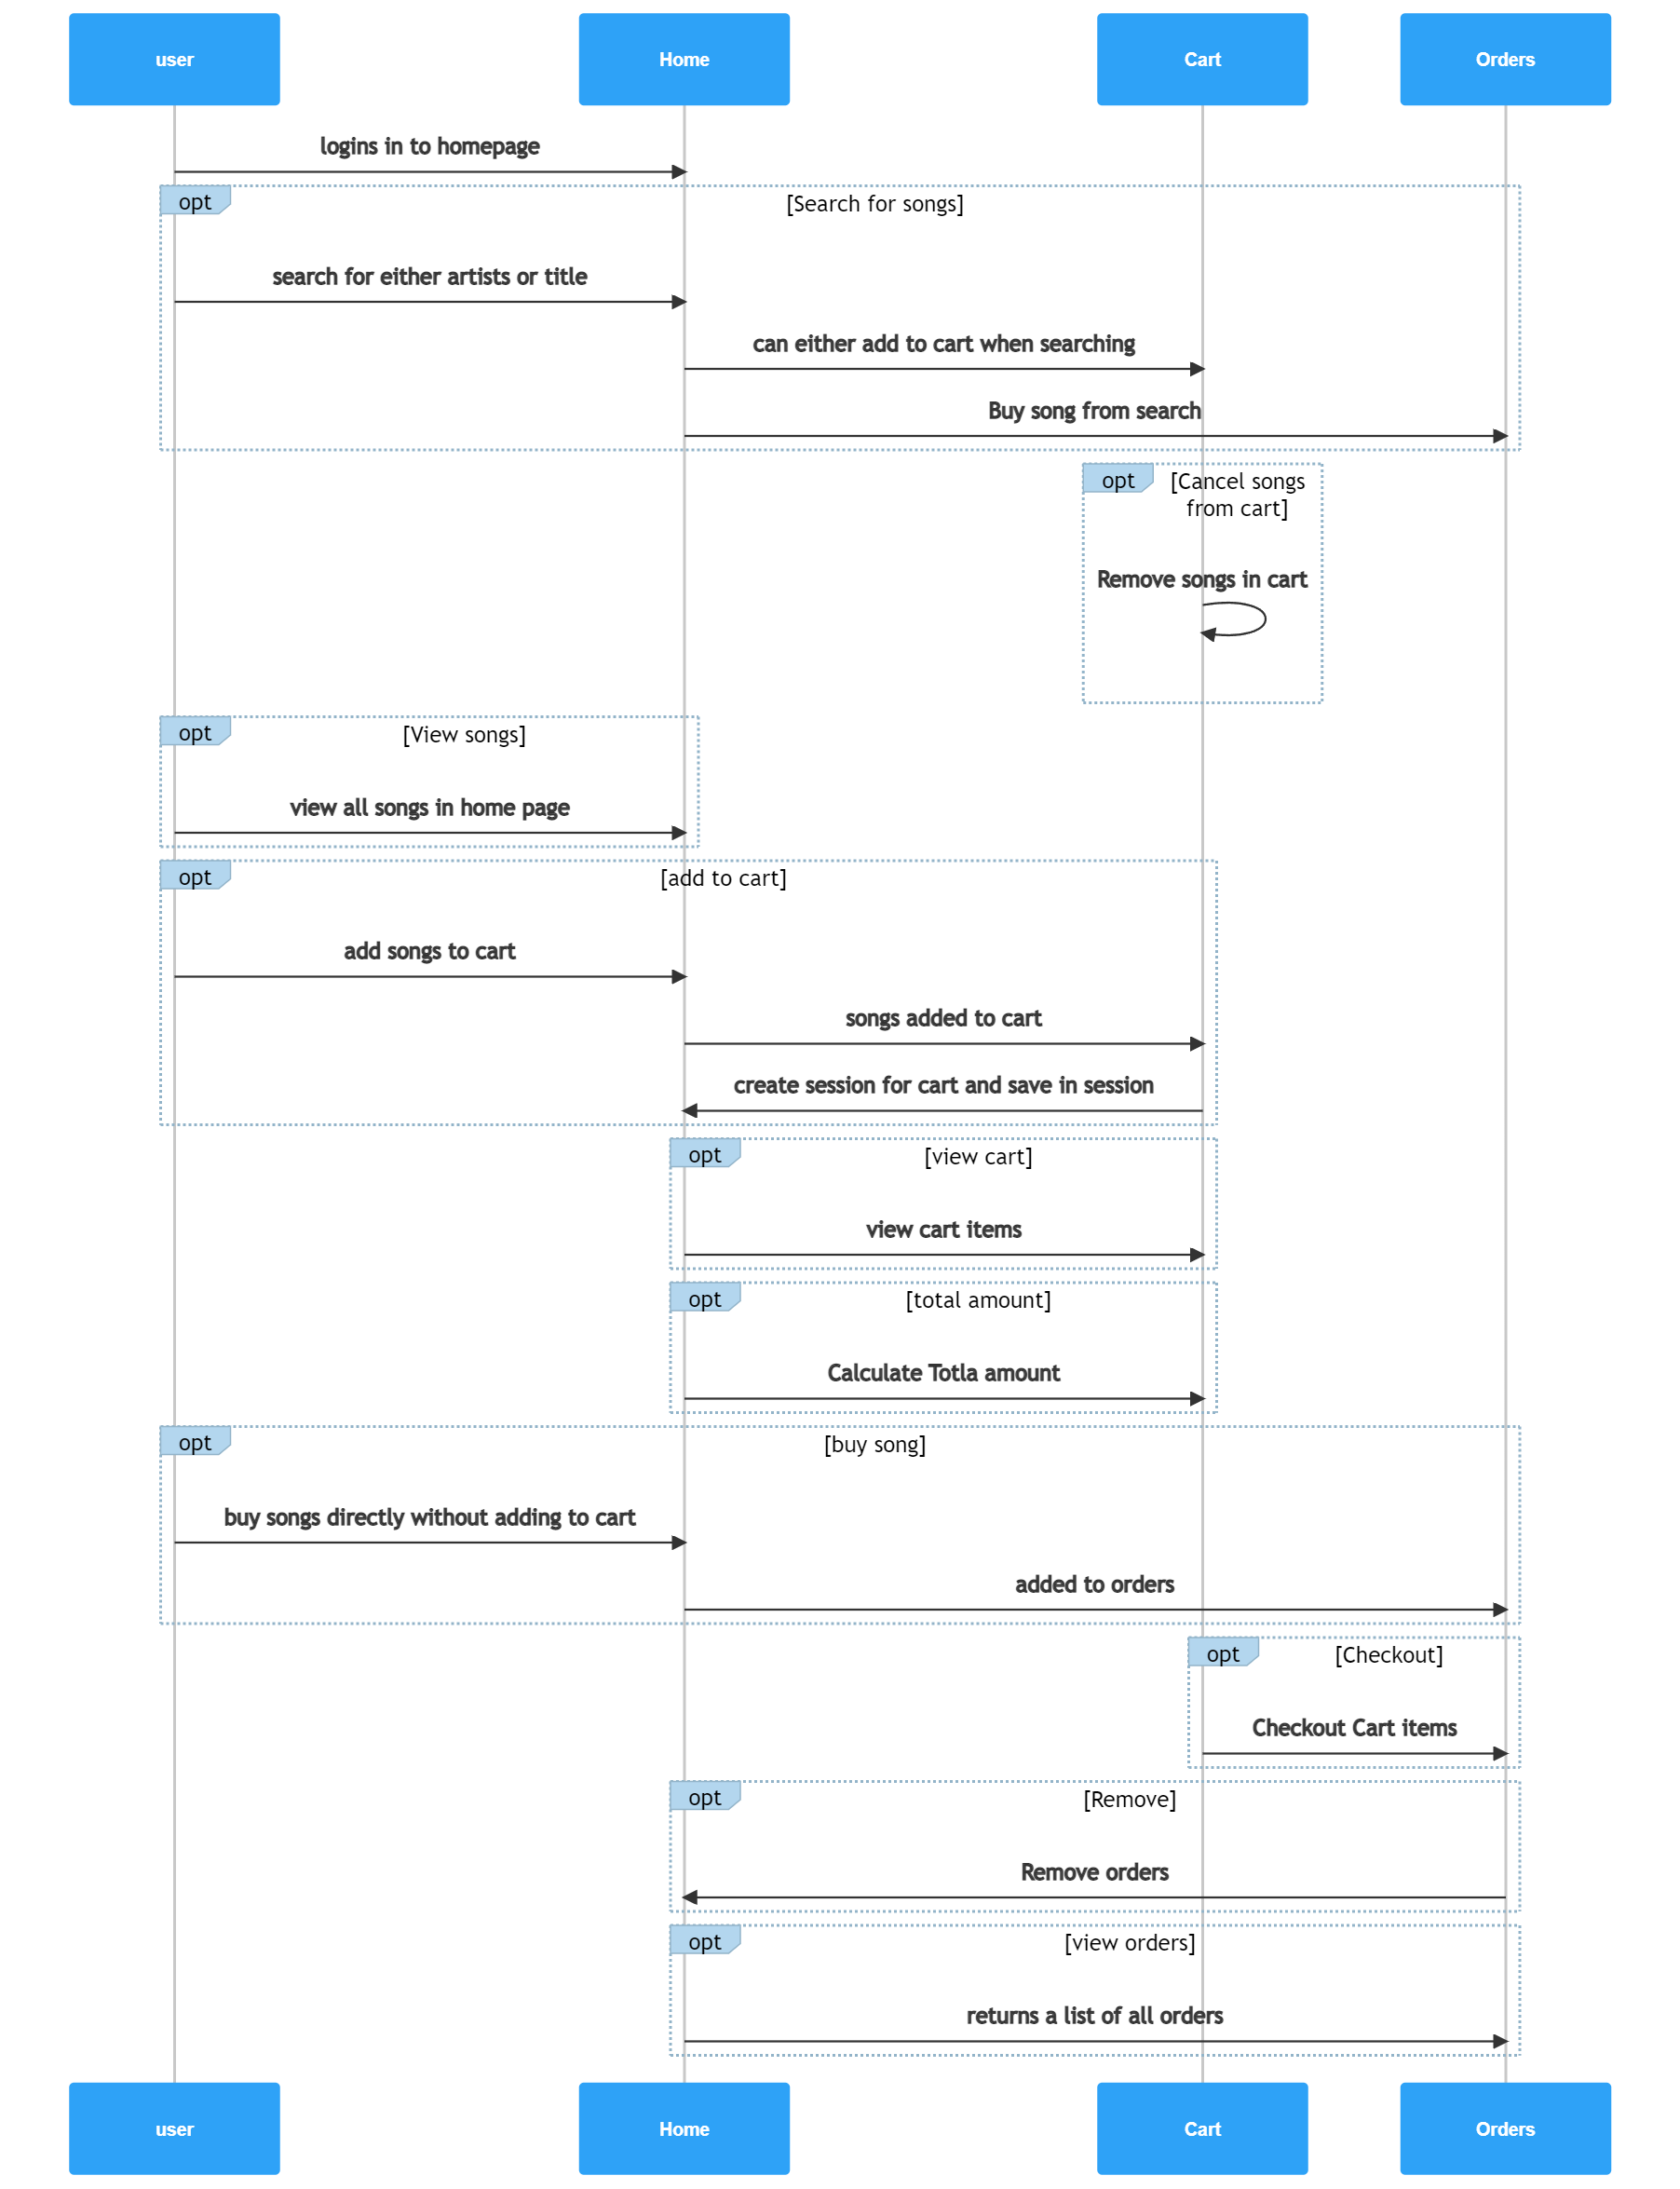 user
Home
Cart
Orders
logins in to homepage
opt
[Search for songs]
search for either artists or title
can either add to cart when searching
Buy song from search
opt
[Cancel songs
from cart]
Remove songs in cart
opt
[View songs]
view all songs in home page
opt
[add to cart]
add songs to cart
songs added to cart
create session for cart and save in session
opt
[view cart]
view cart items
opt
[total amount]
Calculate Totla amount
opt
[buy song]
buy songs directly without adding to cart
added to orders
opt
[Checkout]
Checkout Cart items
opt
[Remove]
Remove orders
opt
[view orders]
returns a list of all orders
user
Home
Cart
Orders